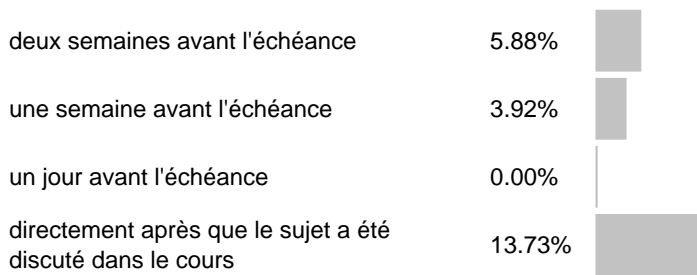 deux semaines avant l'échéance 5.88%
une semaine avant l'échéance 3.92%
un jour avant l'échéance 0.00%
directement après que le sujet a été
discuté dans le cours 13.73%